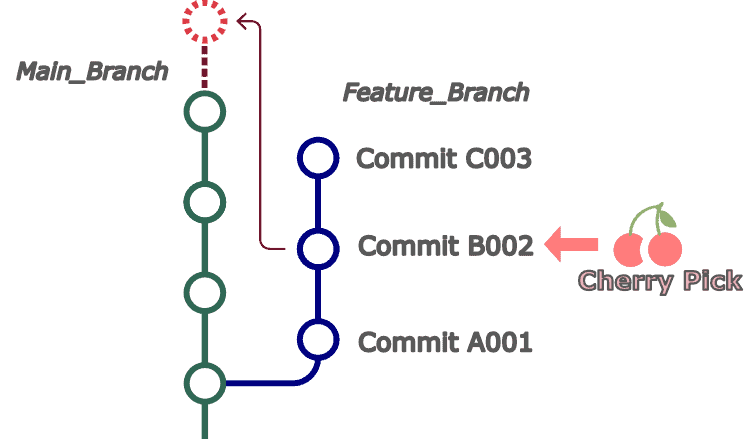 Main_Branch
Feature_Branch
Commit C003
Commit B002
Cherry Pick
Commit A001